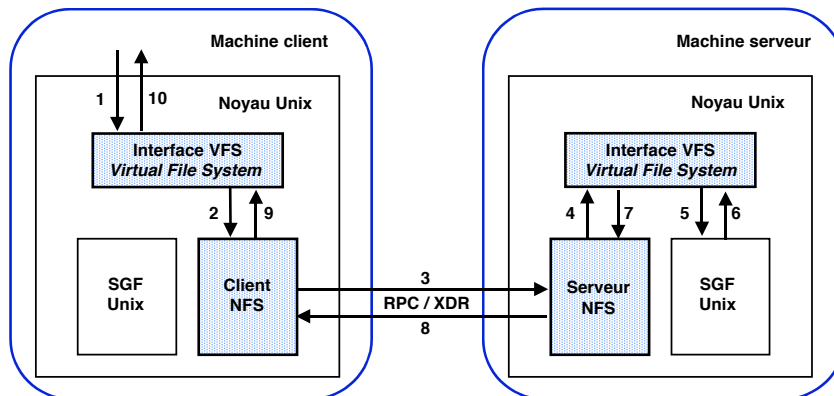 Machine client
Noyau Unix
1
10
Interface VFS
Virtual File System
2
9
SGF
Unix
Client
NFS
3
RPC / XDR
8
Machine serveur
Noyau Unix
Interface VFS
Virtual File System
4
7
5
6
Serveur
NFS
SGF
Unix